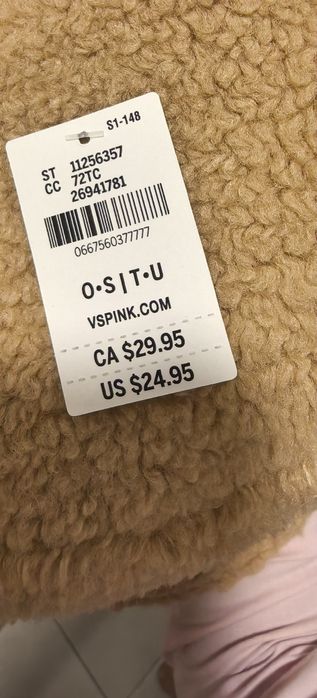 S1-148
ST 11256357
CC 72TC
26941781
0667560377777
O•S|T•U
VSPINK.COM
CA $29.95
US $24.95